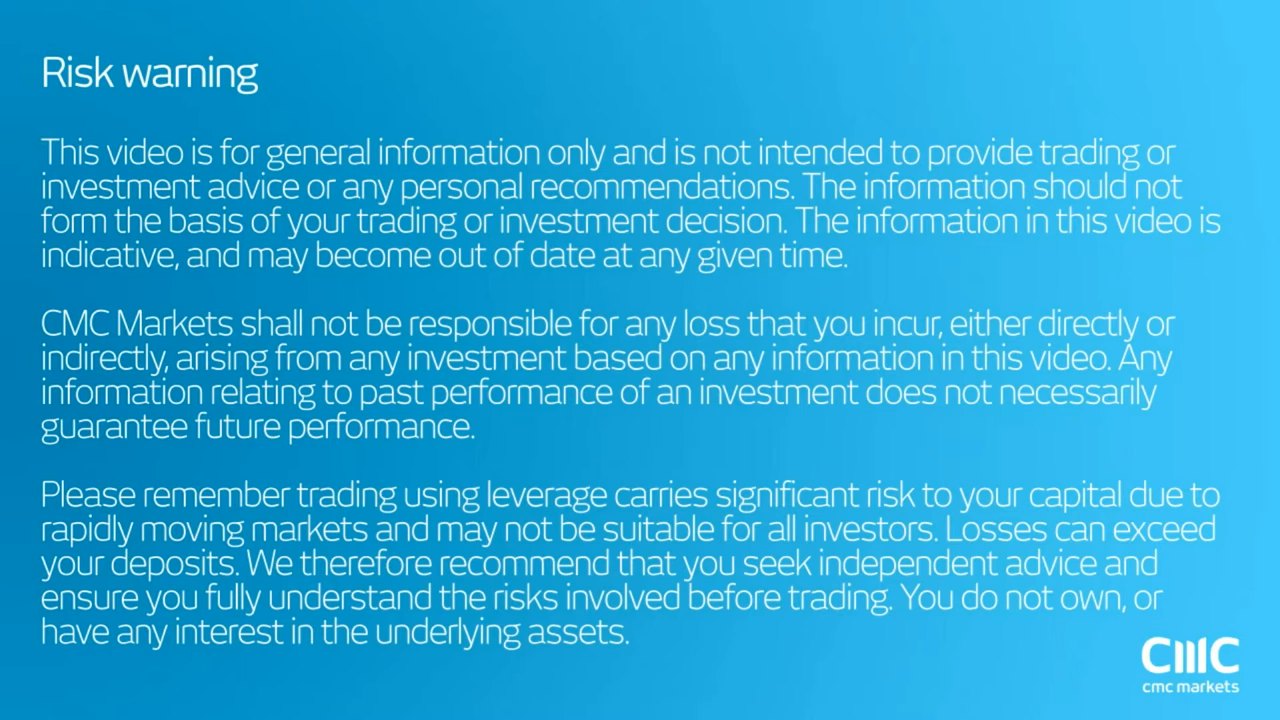 Risk warning
This video is for general information only and is not intended to provide trading or
investment advice or any personal recommendations. The information should not
form the basis of your trading or investment decision. The information in this video is
indicative, and may become out of date at any given time.
CMC Markets shall not be responsible for any loss that you incur, either directly or
indirectly, arising from any investment based on any information in this video. Any
information relating to past performance of an investment does not necessarily
guarantee future performance.
Please remember trading using leverage carries significant risk to your capital due to
rapidly moving markets and may not be suitable for all investors. Losses can exceed
your deposits. We therefore recommend that you seek independent advice and
ensure you fully understand the risks involved before trading. You do not own, or
have any interest in the underlying assets.
CMC
cmc markets